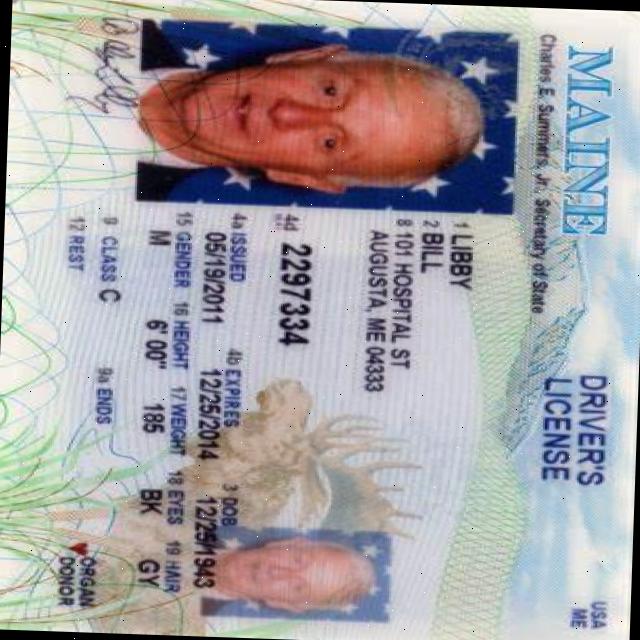 MAINE
Charles E. Summers, Jr., Secretary of State
DRIVER'S
LICENSE
USA
ME
1 LIBBY
2 BILL
8 101 HOSPITAL ST
AUGUSTA, ME 04333
4d 2297334
4a ISSUED 4b EXPIRES 3 DOB
05/19/2011 12/25/2014 12/25/1943
15 GENDER 16 HEIGHT 17 WEIGHT 18 EYES 19 HAIR
M 6' 00" 185 BK GY
9 CLASS C 9a ENDS
12 REST
ORGAN
DONOR